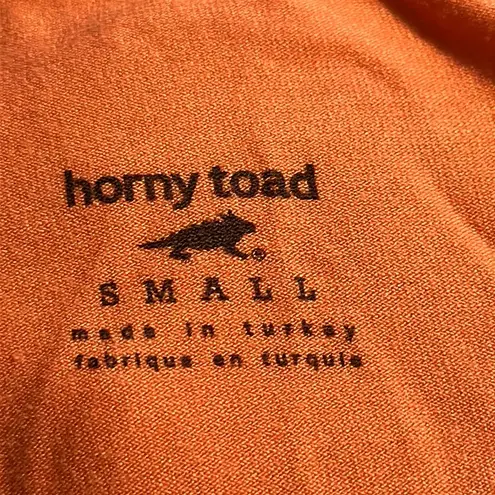 horny toad
®
SMALL
made in turkey
fabrique en turquie